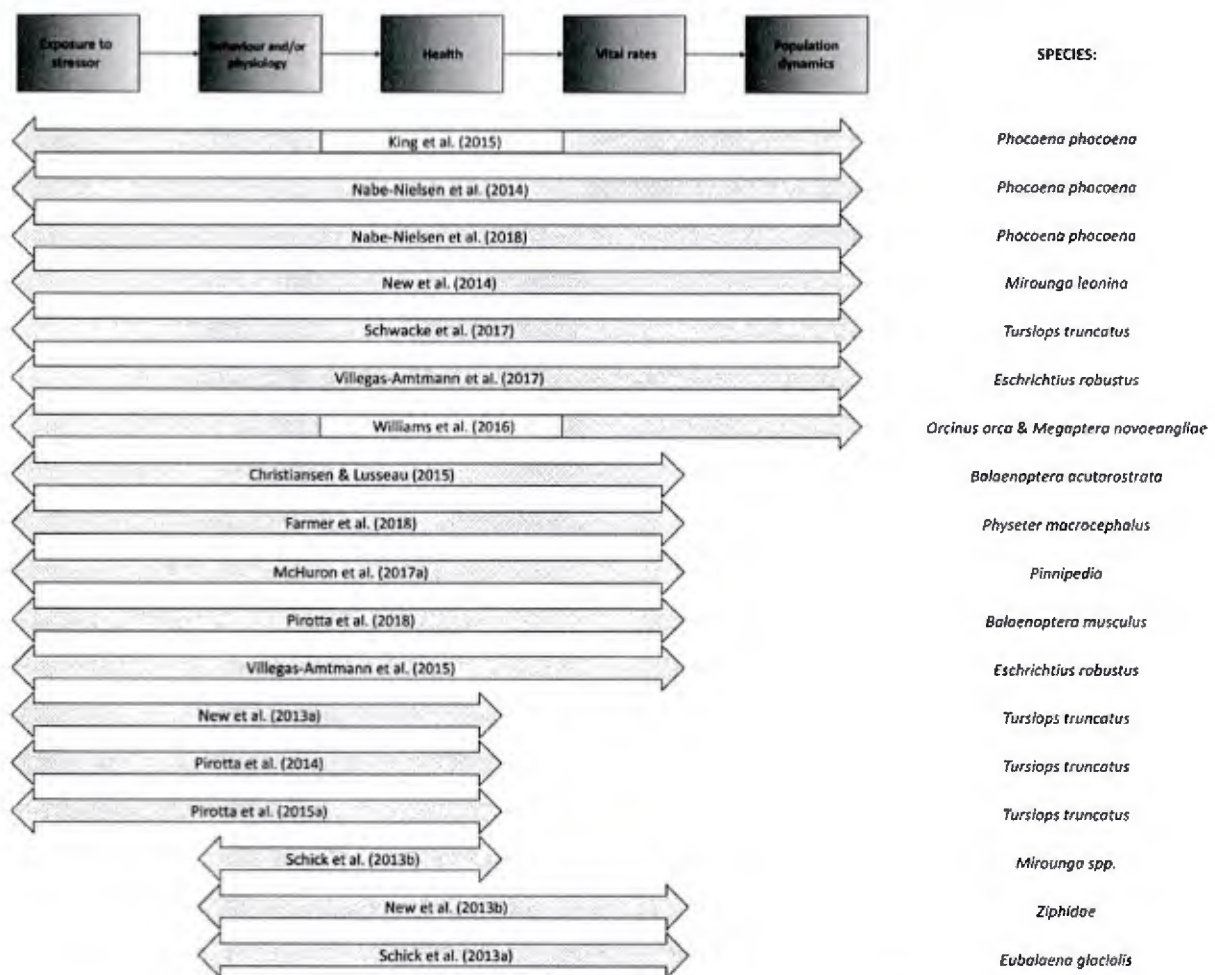 Exposure to stressor
Behaviour and/or physiology
Health
Vital rates
Population dynamics
SPECIES:
King et al. (2015)
Phocoena phocoena
Nabe-Nielsen et al. (2014)
Phocoena phocoena
Nabe-Nielsen et al. (2018)
Phocoena phocoena
New et al. (2014)
Mirounga leonina
Schwacke et al. (2017)
Tursiops truncatus
Villegas-Amtmann et al. (2017)
Eschrichtius robustus
Williams et al. (2016)
Orcinus orca & Megaptera novaeangliae
Christiansen & Lusseau (2015)
Balaenoptera acutorostrata
Farmer et al. (2018)
Physeter macrocephalus
McHuron et al. (2017a)
Pinnipedia
Pirotta et al. (2018)
Balaenoptera musculus
Villegas-Amtmann et al. (2015)
Eschrichtius robustus
New et al. (2013a)
Tursiops truncatus
Pirotta et al. (2014)
Tursiops truncatus
Pirotta et al. (2015a)
Tursiops truncatus
Schick et al. (2013b)
Mirounga spp.
New et al. (2013b)
Ziphidae
Schick et al. (2013a)
Eubalaena glacialis